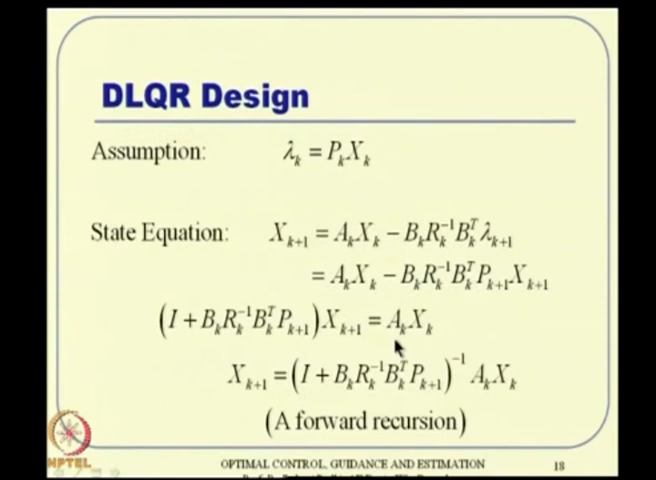 DLQR Design
Assumption: λ_k = P_k X_k
State Equation: X_{k+1} = A_k X_k − B_k R_k^{-1} B_k^T λ_{k+1}
= A_k X_k − B_k R_k^{-1} B_k^T P_{k+1} X_{k+1}
(I + B_k R_k^{-1} B_k^T P_{k+1}) X_{k+1} = A_k X_k
X_{k+1} = (I + B_k R_k^{-1} B_k^T P_{k+1})^{-1} A_k X_k
(A forward recursion)
NPTEL
OPTIMAL CONTROL, GUIDANCE AND ESTIMATION 18